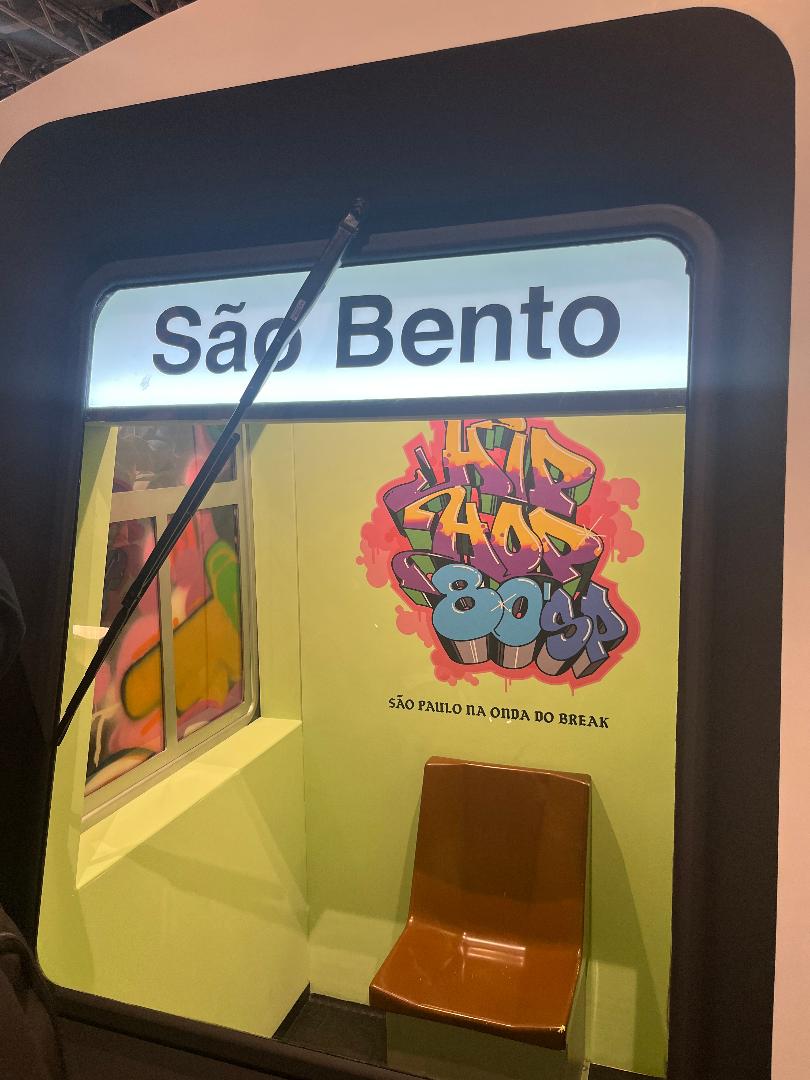 São Bento
HIP
HOP
80'SP
SÃO PAULO NA ONDA DO BREAK